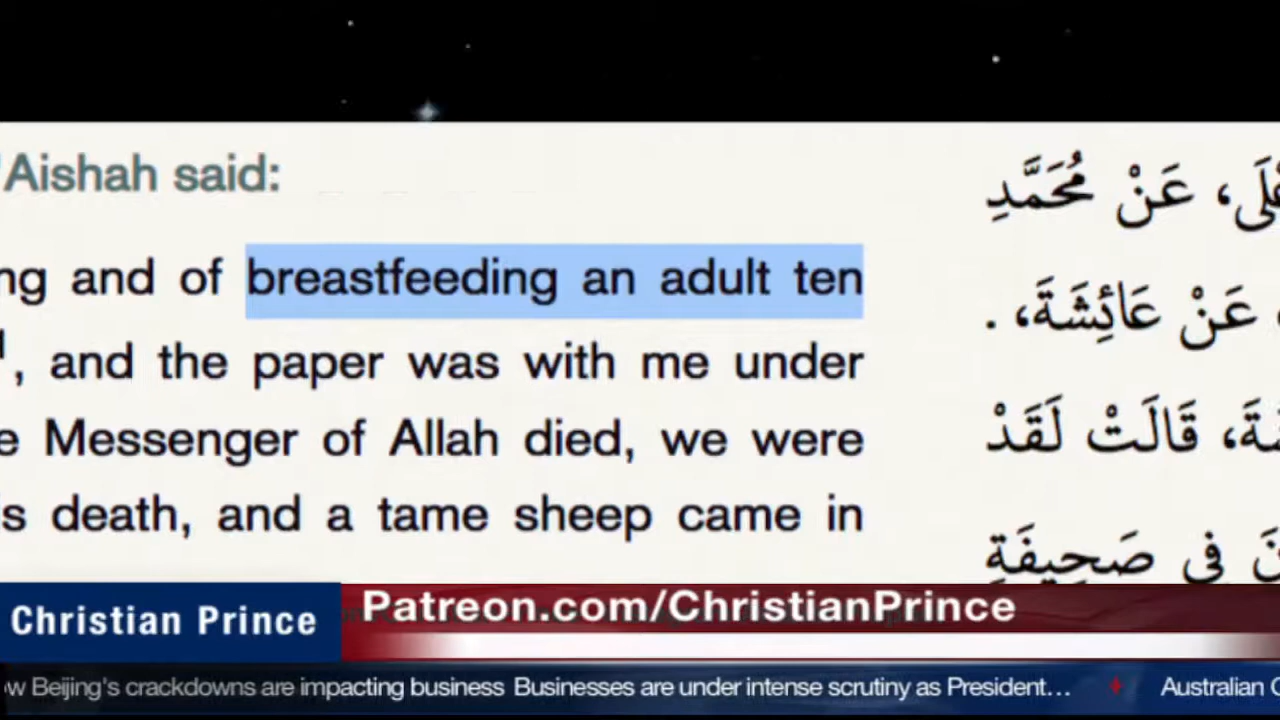 'Aishah said:
ng and of breastfeeding an adult ten
, and the paper was with me under
e Messenger of Allah died, we were
s death, and a tame sheep came in
عْلَى، عَنْ مُحَمَّدِ
عَنْ عَائِشَةَ، .
قَالَتْ لَقَدْ
فِي صَحِيفَةِ
Christian Prince
Patreon.com/ChristianPrince
w Beijing's crackdowns are impacting business Businesses are under intense scrutiny as President… Australian